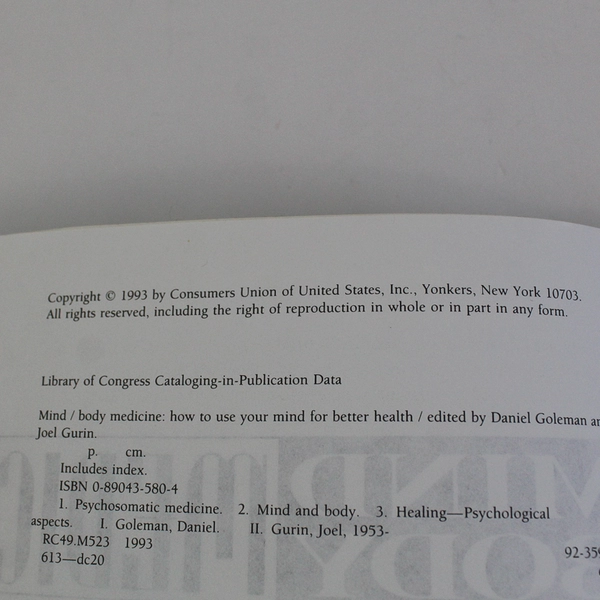 Copyright © 1993 by Consumers Union of United States, Inc., Yonkers, New York 10703.
All rights reserved, including the right of reproduction in whole or in part in any form.
Library of Congress Cataloging-in-Publication Data
Mind / body medicine: how to use your mind for better health / edited by Daniel Goleman
Joel Gurin.
p. cm.
Includes index.
ISBN 0-89043-580-4
1. Psychosomatic medicine. 2. Mind and body. 3. Healing—Psychological
aspects. I. Goleman, Daniel. II. Gurin, Joel, 1953-
RC49.M523 1993
613—dc20
92-35